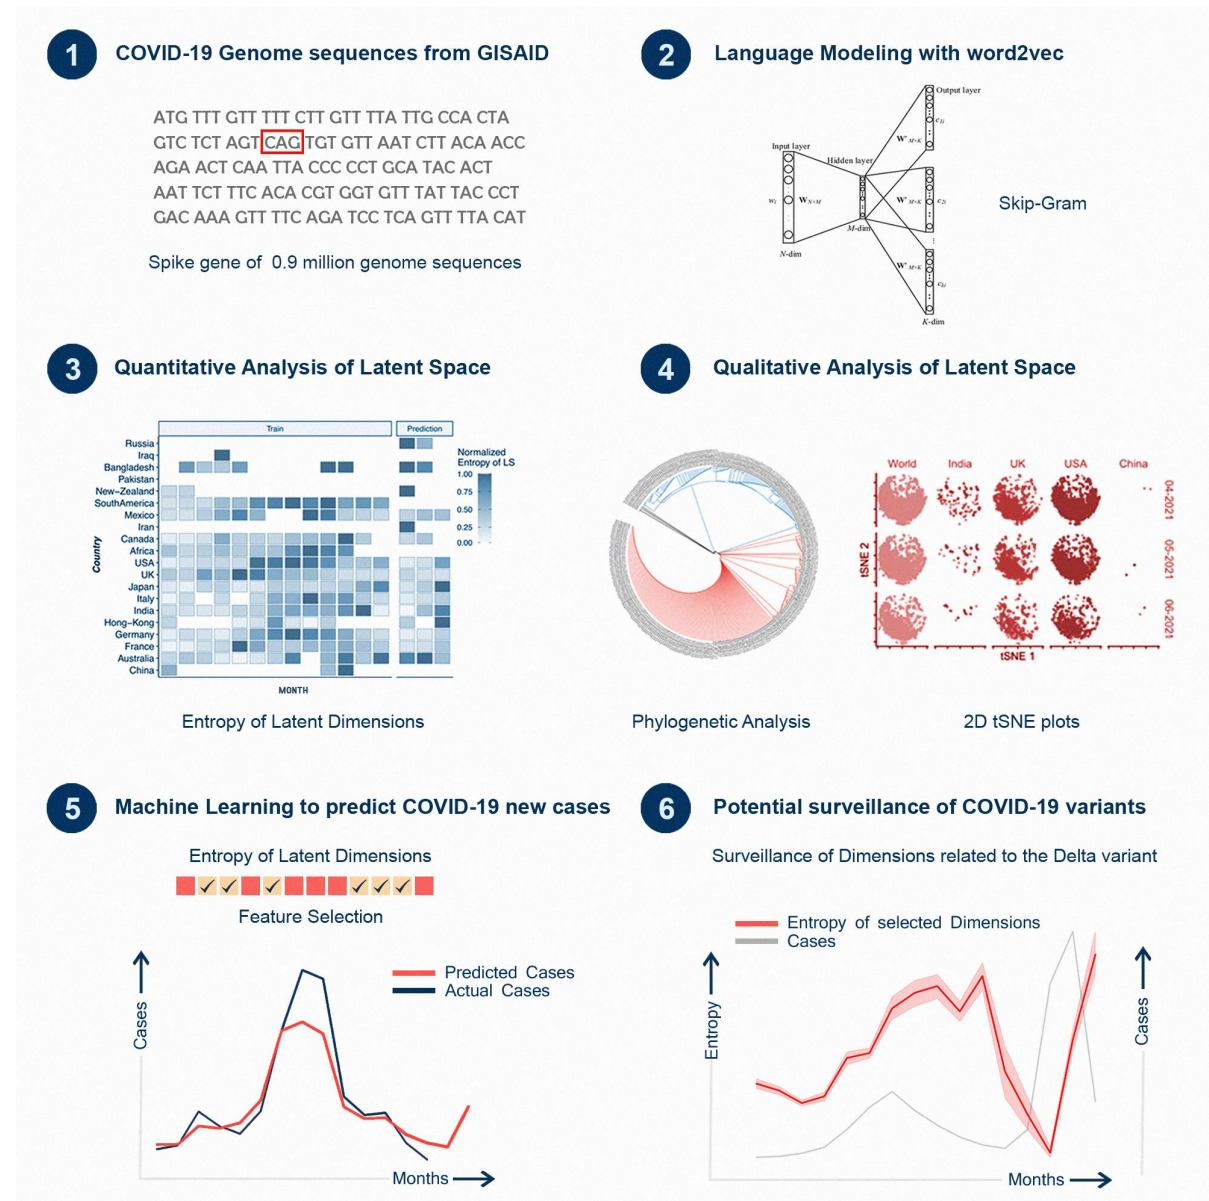 1
COVID-19 Genome sequences from GISAID
ATG TTT GTT TTT CTT GTT TTA TTG CCA CTA
GTC TCT AGT CAG TGT GTT AAT CTT ACA ACC
AGA ACT CAA TTA CCC CCT GCA TAC ACT
AAT TCT TTC ACA CGT GGT GTT TAT TAC CCT
GAC AAA GTT TTC AGA TCC TCA GTT TTA CAT
Spike gene of 0.9 million genome sequences
2
Language Modeling with word2vec
Output layer
Input layer
Hidden layer
W N×M
W' M×K
W' M×K
W' M×K
M-dim
N-dim
K-dim
Skip-Gram
3
Quantitative Analysis of Latent Space
Train
Prediction
Russia
Iraq
Bangladesh
Pakistan
New-Zealand
SouthAmerica
Mexico
Iran
Canada
Africa
USA
UK
Japan
Italy
India
Hong-Kong
Germany
France
Australia
China
Country
MONTH
Normalized
Entropy of LS
1.00
0.75
0.50
0.25
0.00
Entropy of Latent Dimensions
4
Qualitative Analysis of Latent Space
Phylogenetic Analysis
World India UK USA China
04-2021
05-2021
06-2021
tSNE 2
tSNE 1
2D tSNE plots
5
Machine Learning to predict COVID-19 new cases
Entropy of Latent Dimensions
Feature Selection
Predicted Cases
Actual Cases
Cases
Months
6
Potential surveillance of COVID-19 variants
Surveillance of Dimensions related to the Delta variant
Entropy of selected Dimensions
Cases
Entropy
Cases
Months